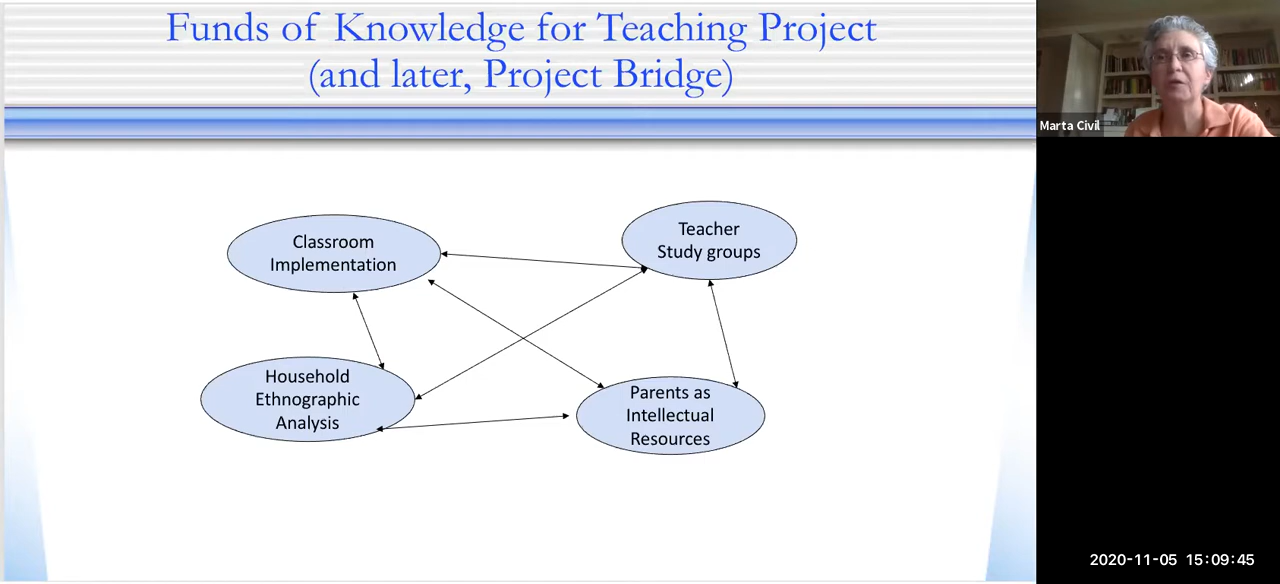 Funds of Knowledge for Teaching Project
(and later, Project Bridge)
Marta Civil
Classroom
Implementation
Teacher
Study groups
Household
Ethnographic
Analysis
Parents as
Intellectual
Resources
2020-11-05 15:09:45